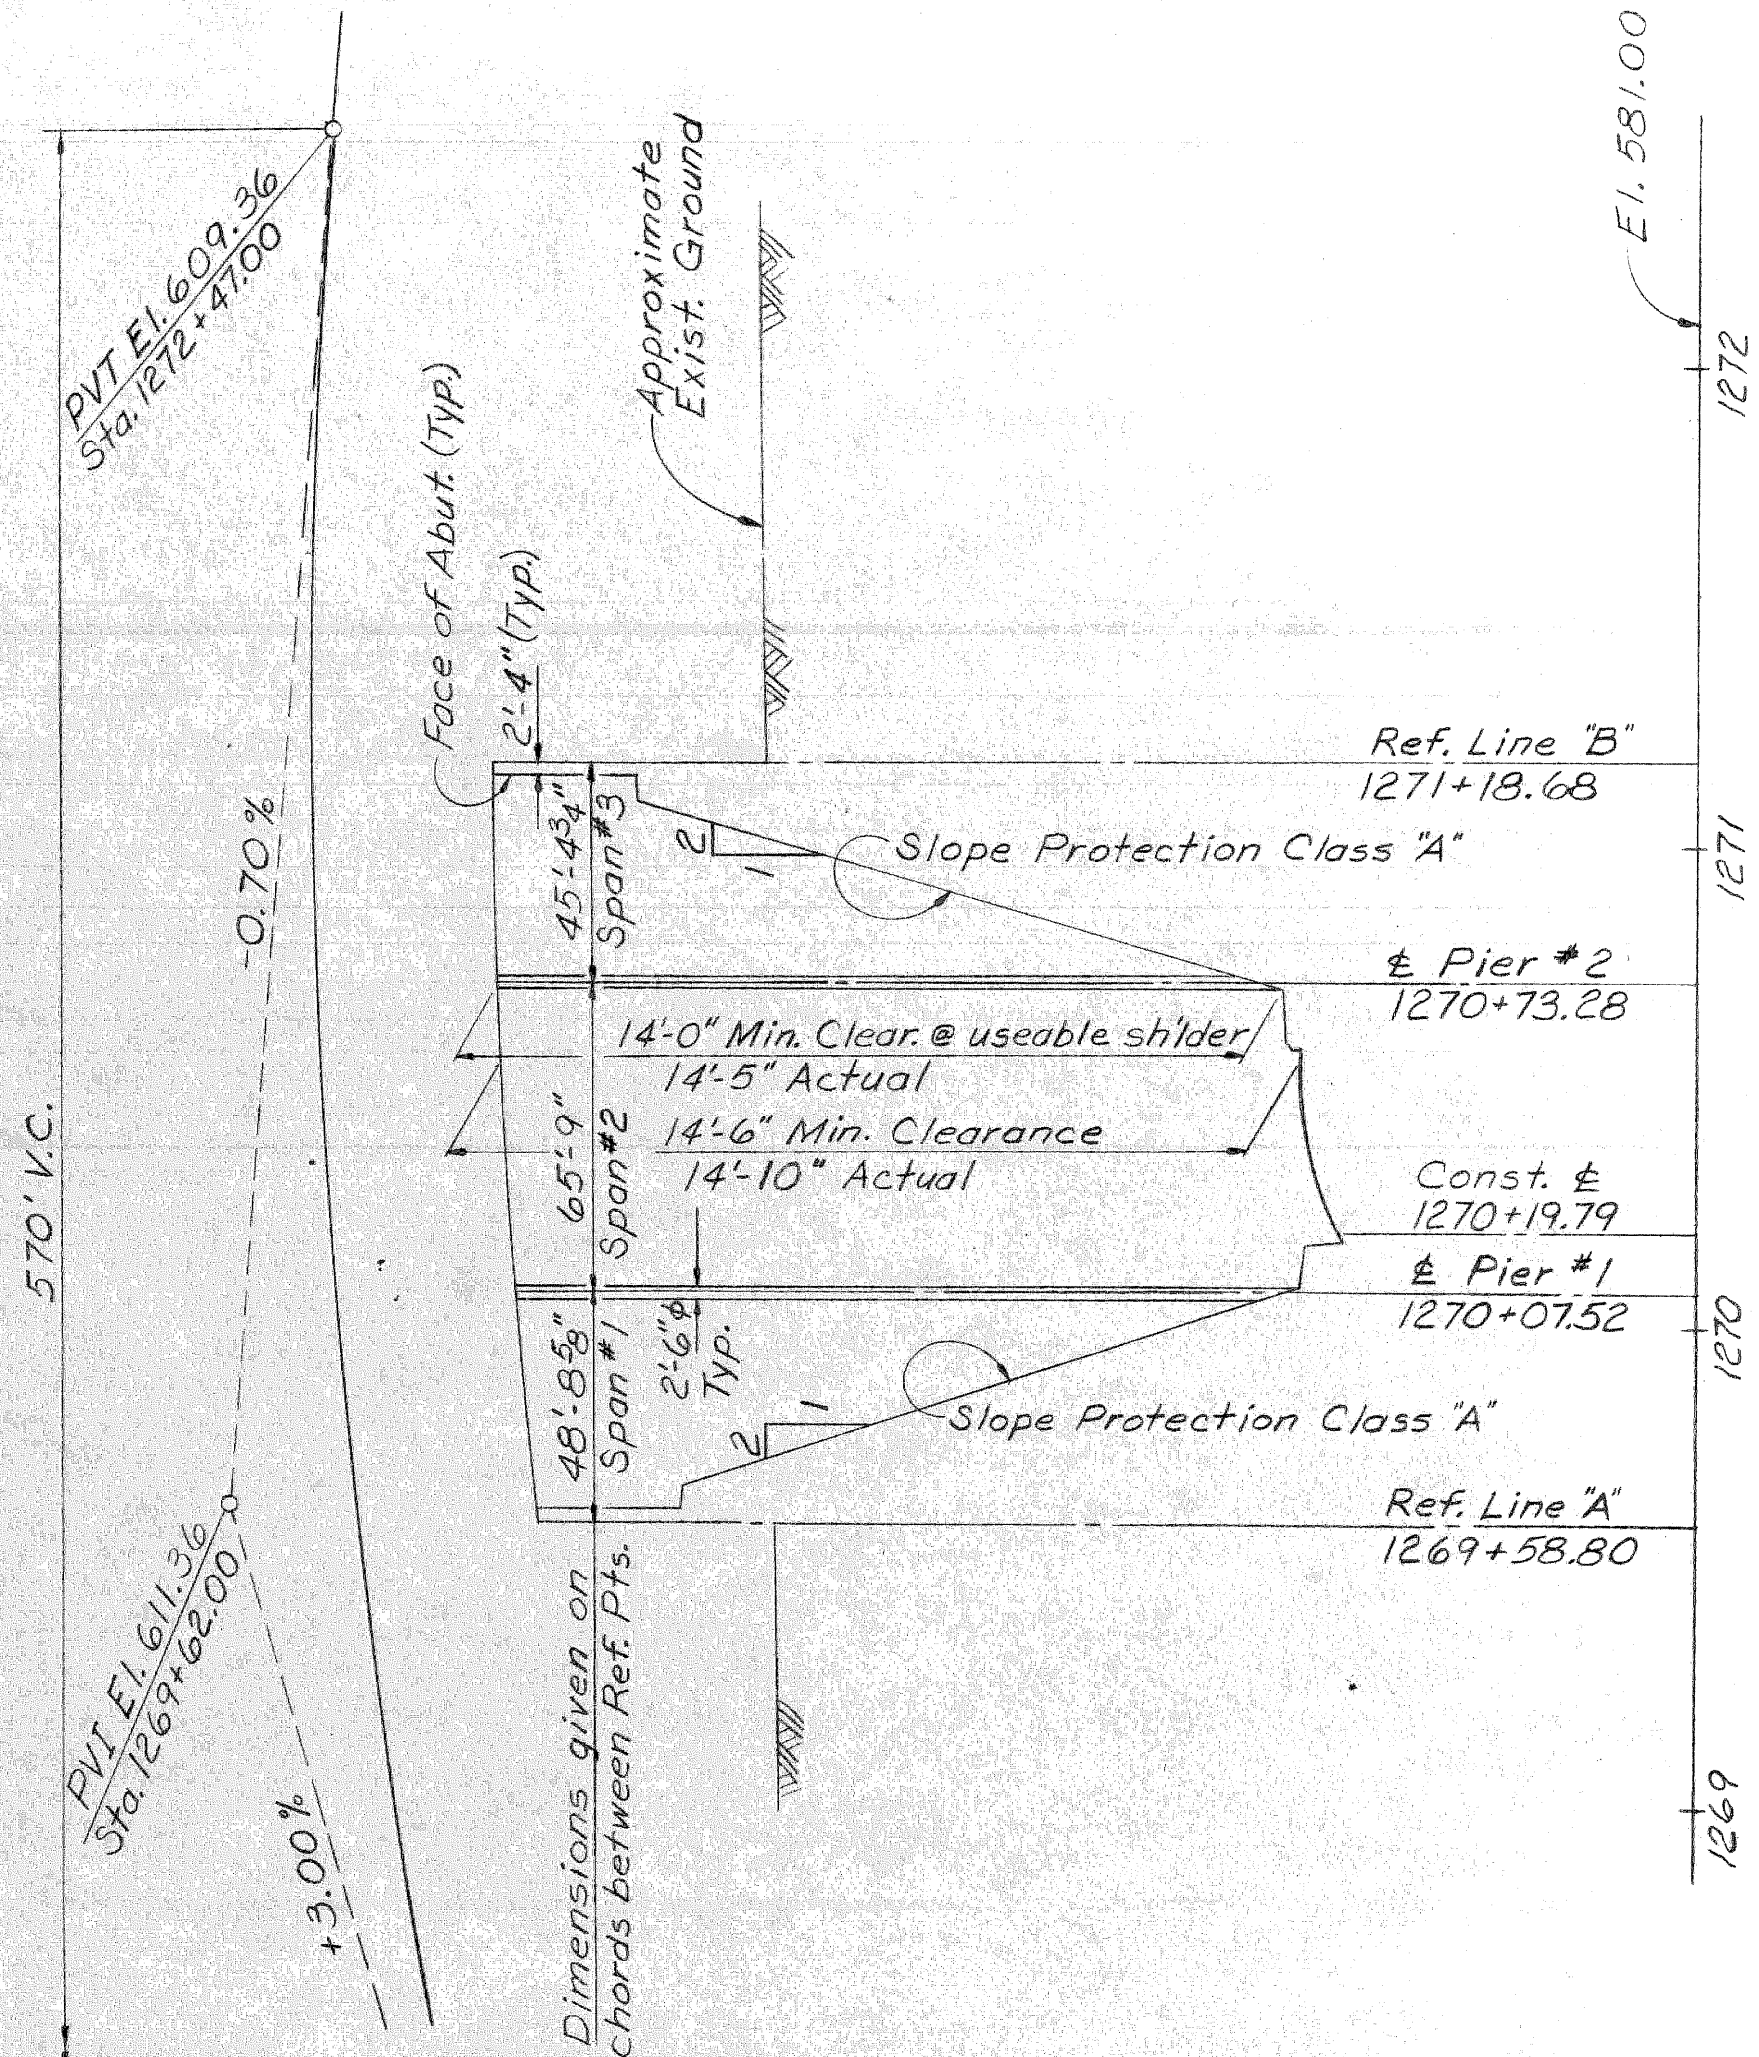 570' V.C.
PVI El. 611.36
Sta. 1269+62.00
+3.00%
-0.70%
PVT El. 609.36
Sta. 1272+47.00
Face of Abut. (Typ.)
2'-4" (Typ.)
Approximate
Exist. Ground
El. 581.00
Dimensions given on
chords between Ref. Pts.
48'-8 5/8"
Span #1
65'-9"
Span #2
45'-4 3/4"
Span #3
2'-6" ϕ
Typ.
2
1
2
1
Slope Protection Class "A"
Slope Protection Class "A"
14'-0" Min. Clear. @ useable sh'lder
14'-5" Actual
14'-6" Min. Clearance
14'-10" Actual
Ref. Line "B"
1271+18.68
℄ Pier #2
1270+73.28
Const. ℄
1270+19.79
℄ Pier #1
1270+07.52
Ref. Line "A"
1269+58.80
1269
1270
1271
1272